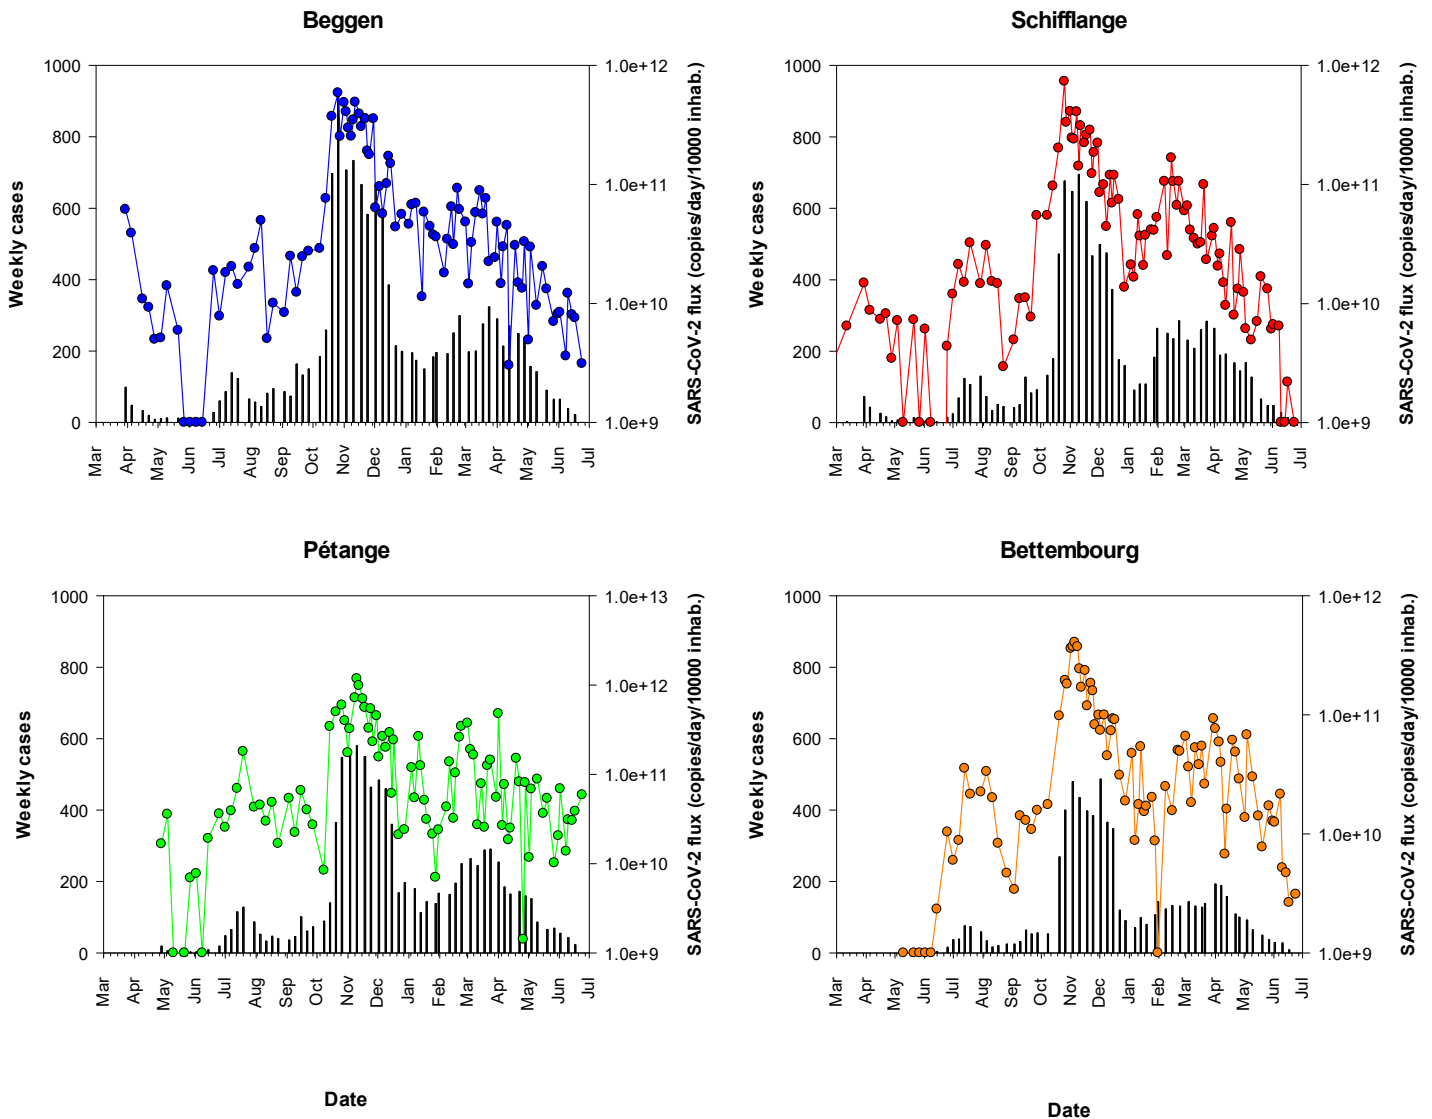 Beggen
Weekly cases
1000
800
600
400
200
0
1.0e+12
1.0e+11
1.0e+10
1.0e+9
SARS-CoV-2 flux (copies/day/10000 inhab.)
Mar Apr May Jun Jul Aug Sep Oct Nov Dec Jan Feb Mar Apr May Jun Jul
Schifflange
Weekly cases
1000
800
600
400
200
0
1.0e+12
1.0e+11
1.0e+10
1.0e+9
SARS-CoV-2 flux (copies/day/10000 inhab.)
Mar Apr May Jun Jul Aug Sep Oct Nov Dec Jan Feb Mar Apr May Jun Jul
Pétange
Weekly cases
1000
800
600
400
200
0
1.0e+13
1.0e+12
1.0e+11
1.0e+10
1.0e+9
SARS-CoV-2 flux (copies/day/10000 inhab.)
Mar Apr May Jun Jul Aug Sep Oct Nov Dec Jan Feb Mar Apr May Jun Jul
Date
Bettembourg
Weekly cases
1000
800
600
400
200
0
1.0e+12
1.0e+11
1.0e+10
1.0e+9
SARS-CoV-2 flux (copies/day/10000 inhab.)
Mar Apr May Jun Jul Aug Sep Oct Nov Dec Jan Feb Mar Apr May Jun Jul
Date